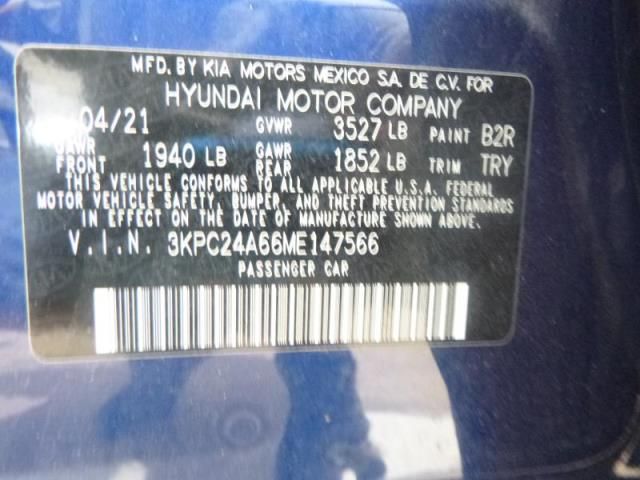 MFD. BY KIA MOTORS MEXICO S.A. DE C.V. FOR
HYUNDAI MOTOR COMPANY
04/21 GVWR 3527 LB PAINT B2R
GAWR FRONT 1940 LB GAWR REAR 1852 LB TRIM TRY
THIS VEHICLE CONFORMS TO ALL APPLICABLE U.S.A. FEDERAL
MOTOR VEHICLE SAFETY, BUMPER, AND THEFT PREVENTION STANDARDS
IN EFFECT ON THE DATE OF MANUFACTURE SHOWN ABOVE.
V.I.N. 3KPC24A66ME147566
PASSENGER CAR